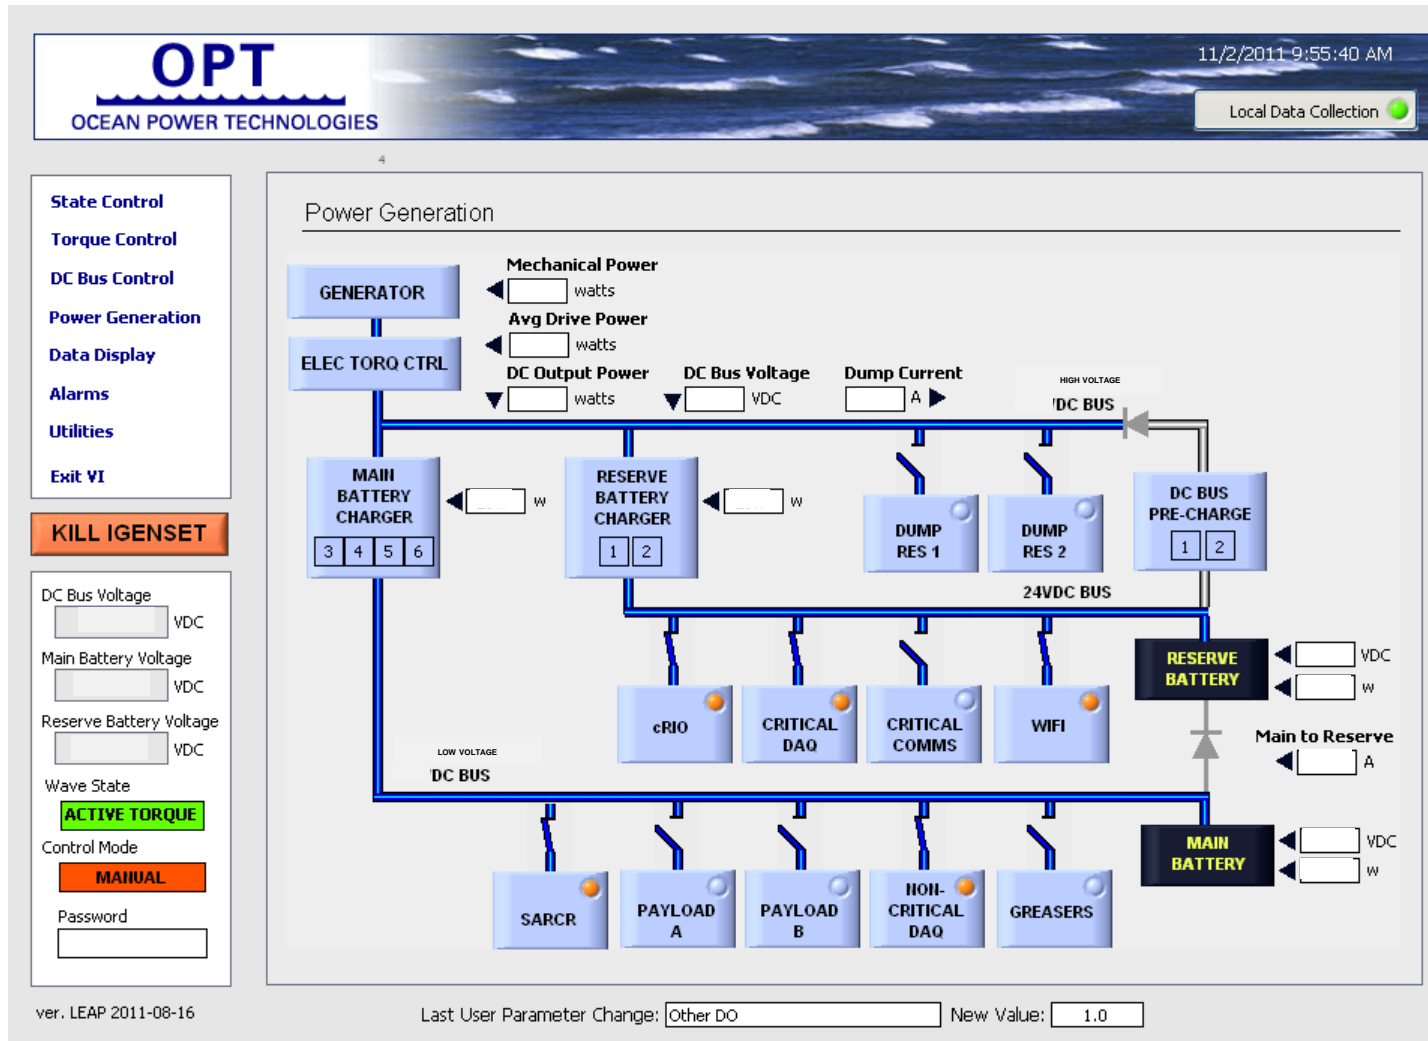 OPT
OCEAN POWER TECHNOLOGIES
11/2/2011 9:55:40 AM
Local Data Collection
4
State Control
Torque Control
DC Bus Control
Power Generation
Data Display
Alarms
Utilities
Exit VI
KILL IGENSET
DC Bus Voltage
VDC
Main Battery Voltage
VDC
Reserve Battery Voltage
VDC
Wave State
ACTIVE TORQUE
Control Mode
MANUAL
Password
Power Generation
GENERATOR
Mechanical Power
watts
ELEC TORQ CTRL
Avg Drive Power
watts
DC Output Power
watts
DC Bus Voltage
VDC
Dump Current
A
HIGH VOLTAGE
VDC BUS
MAIN
BATTERY
CHARGER
3 4 5 6
W
RESERVE
BATTERY
CHARGER
1 2
W
DUMP
RES 1
DUMP
RES 2
DC BUS
PRE-CHARGE
1 2
24VDC BUS
cRIO
CRITICAL
DAQ
CRITICAL
COMMS
WIFI
RESERVE
BATTERY
VDC
W
Main to Reserve
A
LOW VOLTAGE
VDC BUS
SARCR
PAYLOAD
A
PAYLOAD
B
NON-
CRITICAL
DAQ
GREASERS
MAIN
BATTERY
VDC
W
ver. LEAP 2011-08-16
Last User Parameter Change: Other DO
New Value: 1.0